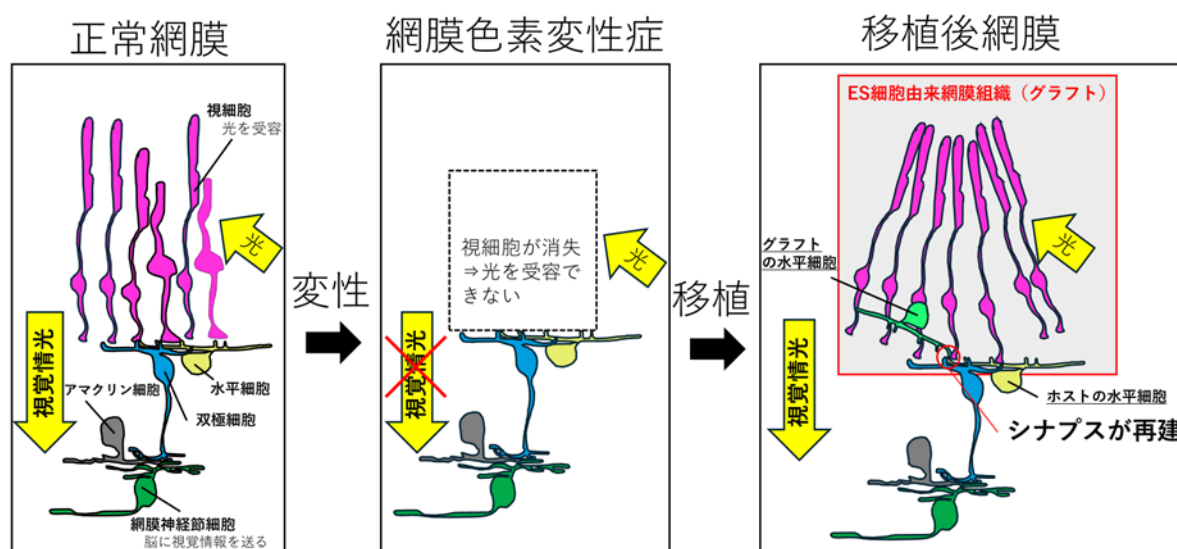 正常網膜
視細胞
光を受容
光
視覚情光
アマクリン細胞
水平細胞
双極細胞
網膜神経節細胞
脳に視覚情報を送る
変性
網膜色素変性症
視細胞が消失
⇒光を受容で
きない
光
視覚情光
移植
移植後網膜
ES細胞由来網膜組織(グラフト)
光
グラフト
の水平細胞
視覚情光
ホストの水平細胞
シナプスが再建